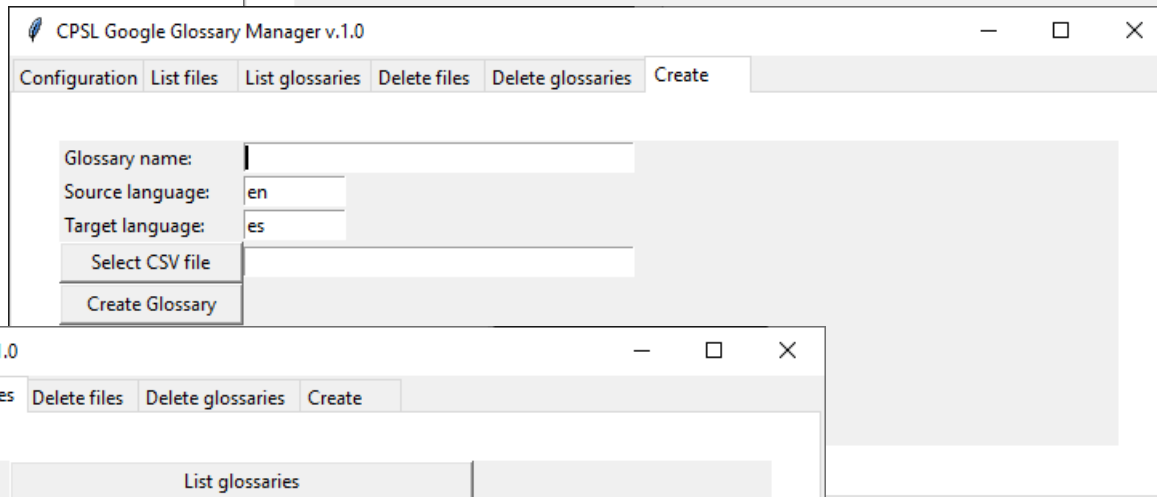 CPSL Google Glossary Manager v.1.0
Configuration List files List glossaries Delete files Delete glossaries Create
Glossary name:
Source language: en
Target language: es
Select CSV file
Create Glossary
.0
es Delete files Delete glossaries Create
List glossaries